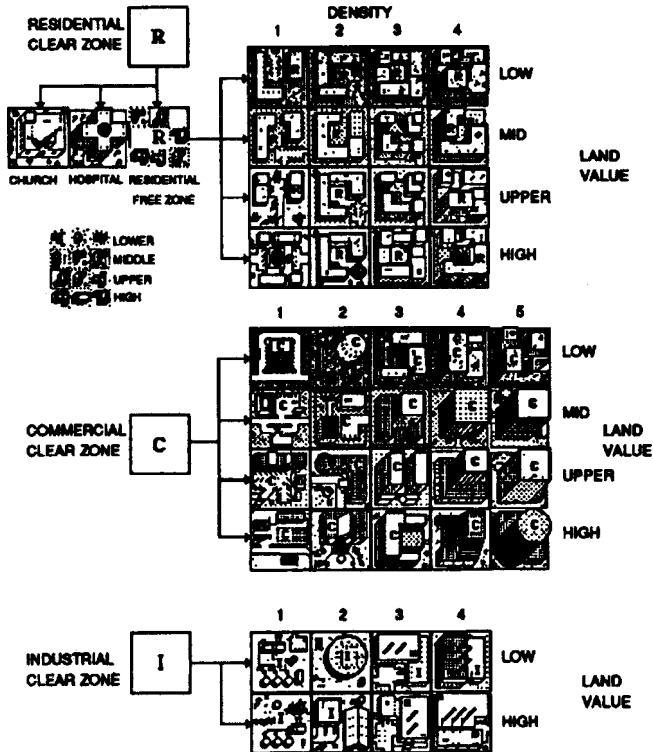 DENSITY
RESIDENTIAL
CLEAR ZONE
R
1 2 3 4
LOW
MID
UPPER
HIGH
LAND
VALUE
CHURCH HOSPITAL RESIDENTIAL
FREE ZONE
R
LOWER
MIDDLE
UPPER
HIGH
1 2 3 4 5
LOW
MID
UPPER
HIGH
COMMERCIAL
CLEAR ZONE
C
LAND
VALUE
1 2 3 4
INDUSTRIAL
CLEAR ZONE
I
LOW
HIGH
LAND
VALUE